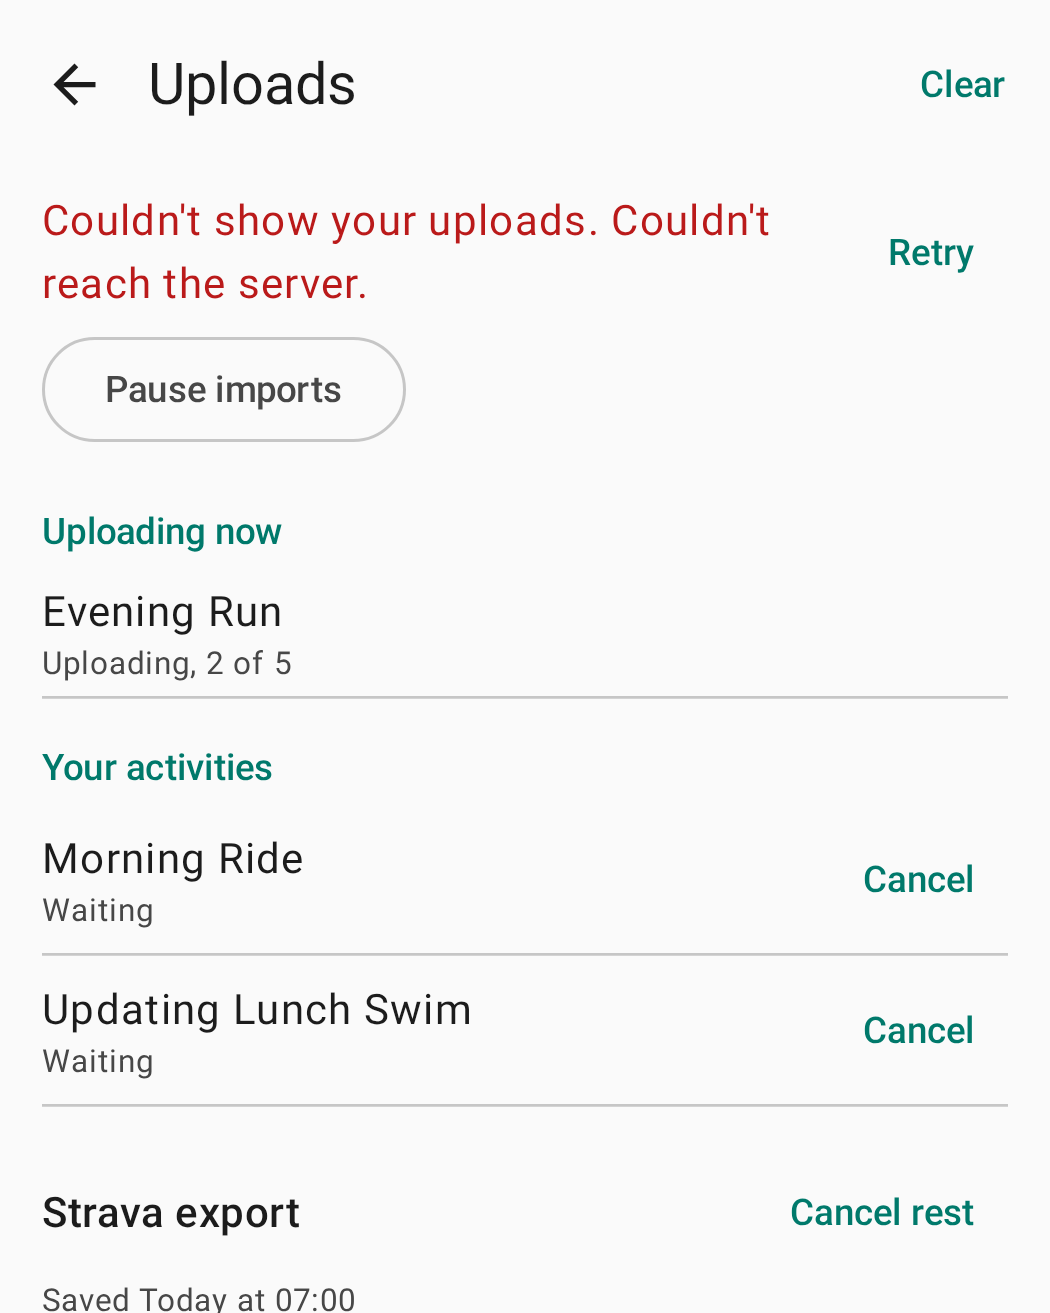 Uploads
Clear
Couldn't show your uploads. Couldn't
reach the server.
Retry
Pause imports
Uploading now
Evening Run
Uploading, 2 of 5
Your activities
Morning Ride
Waiting
Cancel
Updating Lunch Swim
Waiting
Cancel
Strava export
Cancel rest
Saved Today at 07:00